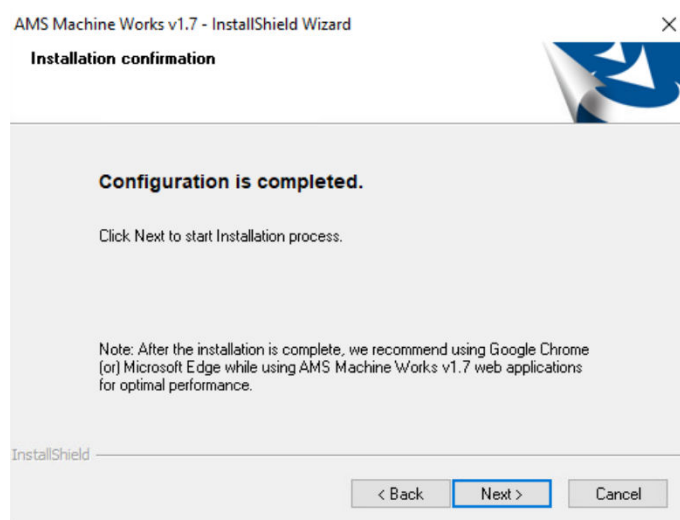 AMS Machine Works v1.7 - InstallShield Wizard
Installation confirmation
Configuration is completed.
Click Next to start Installation process.
Note: After the installation is complete, we recommend using Google Chrome
(or) Microsoft Edge while using AMS Machine Works v1.7 web applications
for optimal performance.
InstallShield
< Back
Next >
Cancel